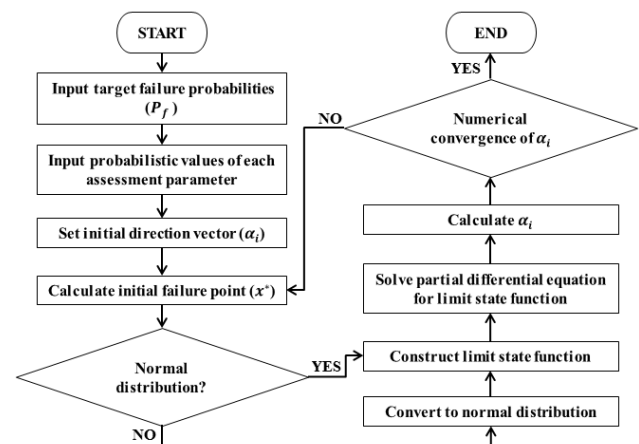 START
Input target failure probabilities
(P_f)
Input probabilistic values of each
assessment parameter
Set initial direction vector (α_i)
Calculate initial failure point (x*)
Normal
distribution?
YES
NO
END
YES
Numerical
convergence of α_i
NO
Calculate α_i
Solve partial differential equation
for limit state function
Construct limit state function
Convert to normal distribution